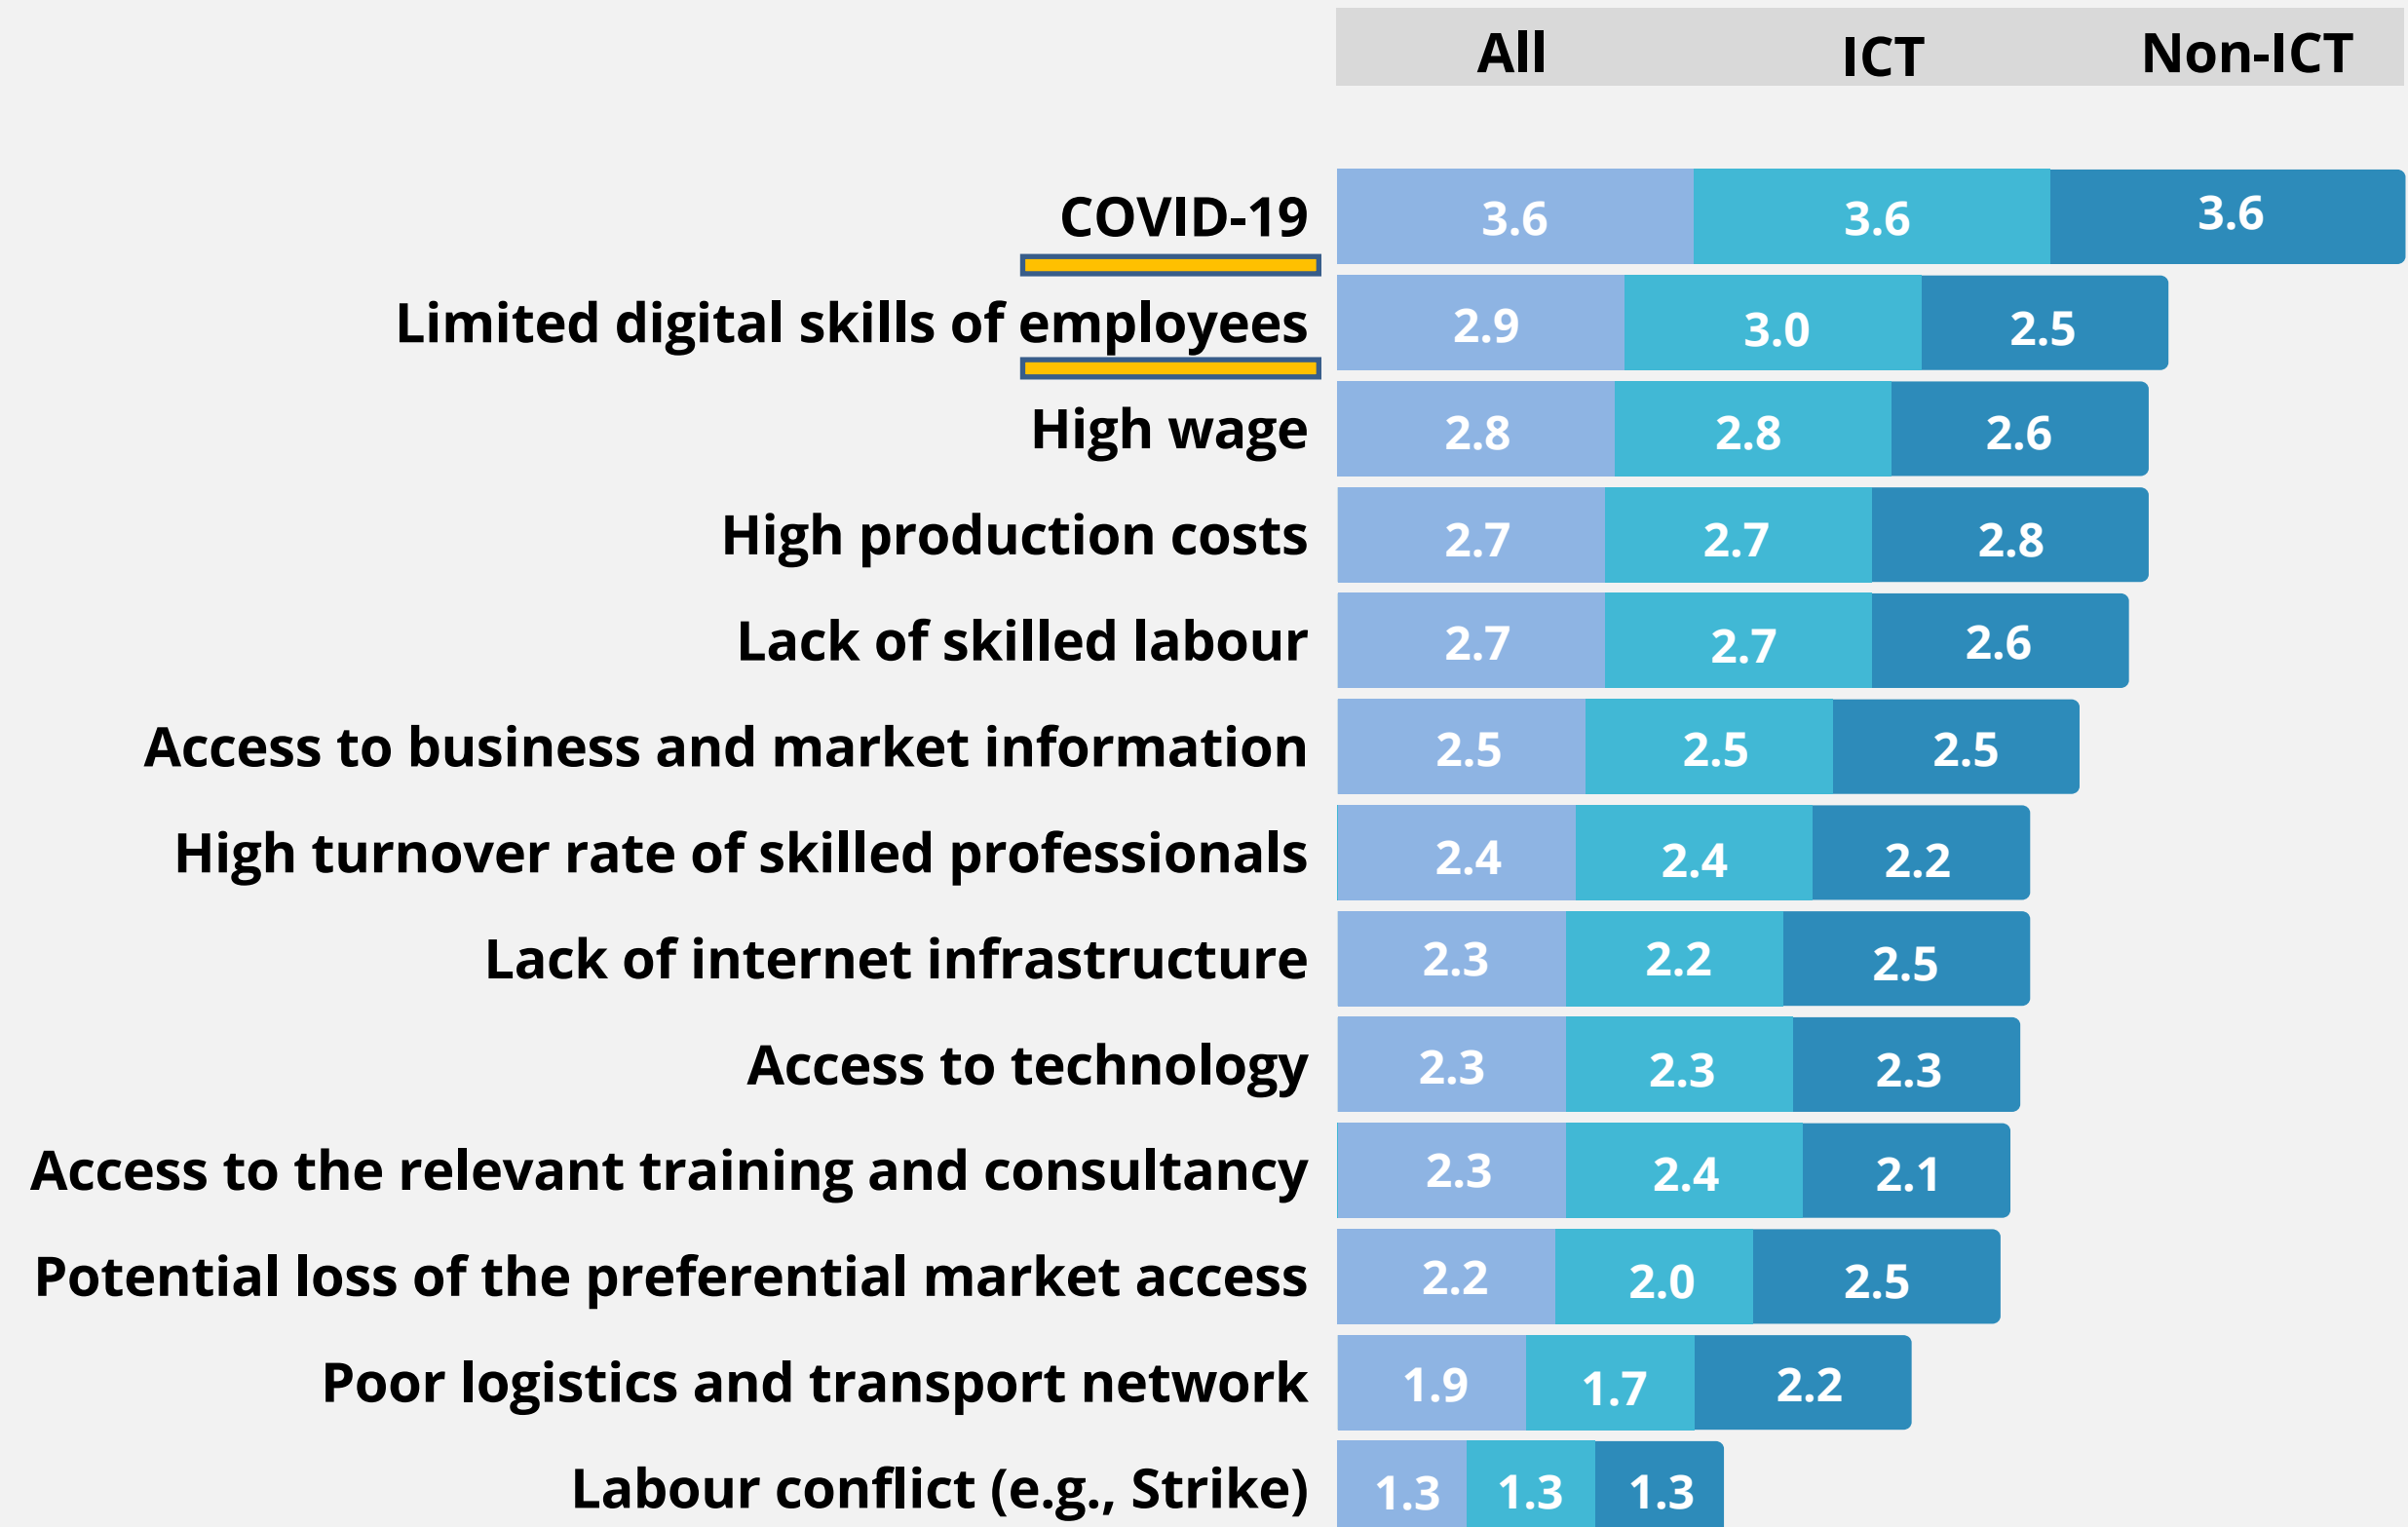 All ICT Non-ICT
COVID-19 3.6 3.6 3.6
Limited digital skills of employees 2.9 3.0 2.5
High wage 2.8 2.8 2.6
High production costs 2.7 2.7 2.8
Lack of skilled labour 2.7 2.7 2.6
Access to business and market information 2.5 2.5 2.5
High turnover rate of skilled professionals 2.4 2.4 2.2
Lack of internet infrastructure 2.3 2.2 2.5
Access to technology 2.3 2.3 2.3
Access to the relevant training and consultancy 2.3 2.4 2.1
Potential loss of the preferential market access 2.2 2.0 2.5
Poor logistics and transport network 1.9 1.7 2.2
Labour conflict (e.g., Strike) 1.3 1.3 1.3